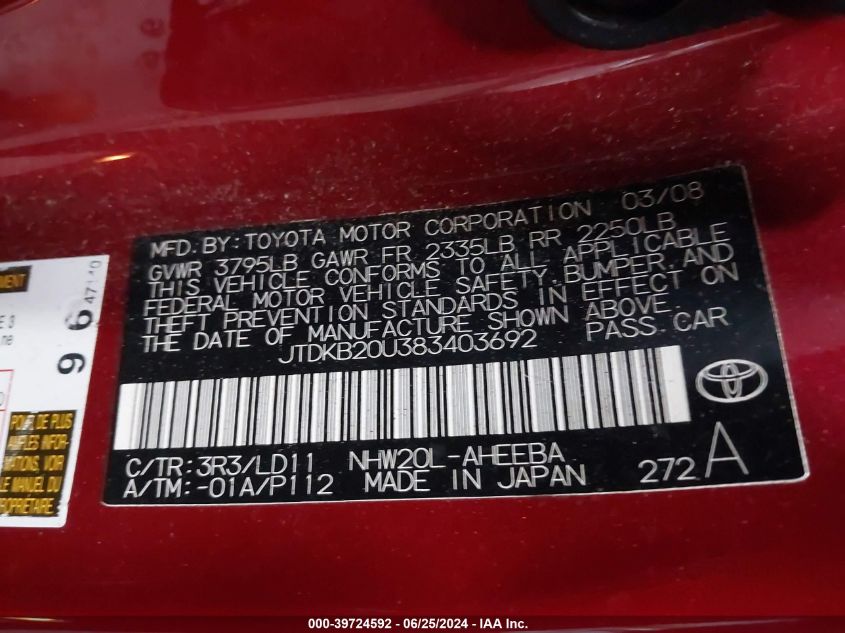 MFD. BY: TOYOTA MOTOR CORPORATION 03/08
GVWR 3795LB GAWR FR 2335LB RR 2250LB
THIS VEHICLE CONFORMS TO ALL APPLICABLE
FEDERAL MOTOR VEHICLE SAFETY, BUMPER, AND
THEFT PREVENTION STANDARDS IN EFFECT ON
THE DATE OF MANUFACTURE SHOWN ABOVE.
JTDKB20U383403692 PASS. CAR
C/TR: 3R3/LD11 NHW20L-AHEEBA
A/TM: -01A/P112 MADE IN JAPAN 272 A
96
POUR DE PLUS
AMPLES INFOR-
MATIONS, VOIR
LE MANUEL DU
PROPRIÉTAIRE
000-39724592 - 06/25/2024 - IAA Inc.